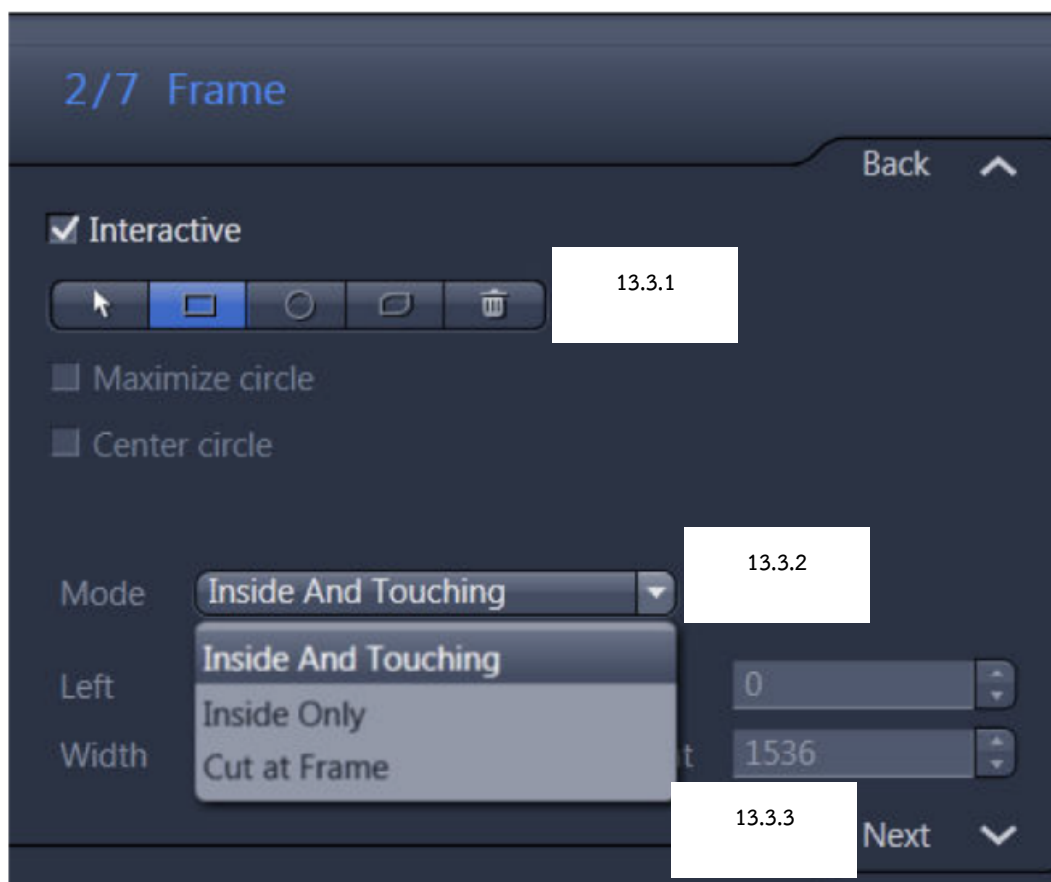 2/7 Frame
Back
Interactive
13.3.1
Maximize circle
Center circle
13.3.2
Mode Inside And Touching
Inside And Touching
Left 0
Inside Only
Width t 1536
Cut at Frame
13.3.3
Next